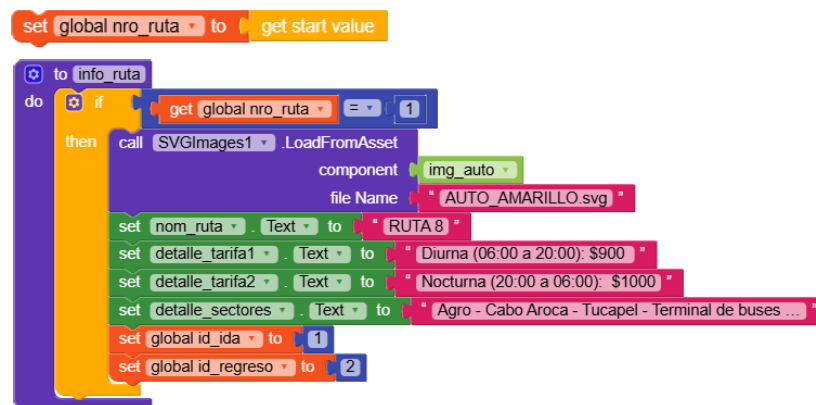 set global nro_ruta to get start value
to info_ruta
do if get global nro_ruta = 1
then call SVGImages1 .LoadFromAsset
component img_auto
file Name " AUTO_AMARILLO.svg "
set nom_ruta . Text to " RUTA 8 "
set detalle_tarifa1 . Text to " Diurna (06:00 a 20:00): $900 "
set detalle_tarifa2 . Text to " Nocturna (20:00 a 06:00): $1000 "
set detalle_sectores . Text to " Agro - Cabo Aroca - Tucapel - Terminal de buses ... "
set global id_ida to 1
set global id_regreso to 2